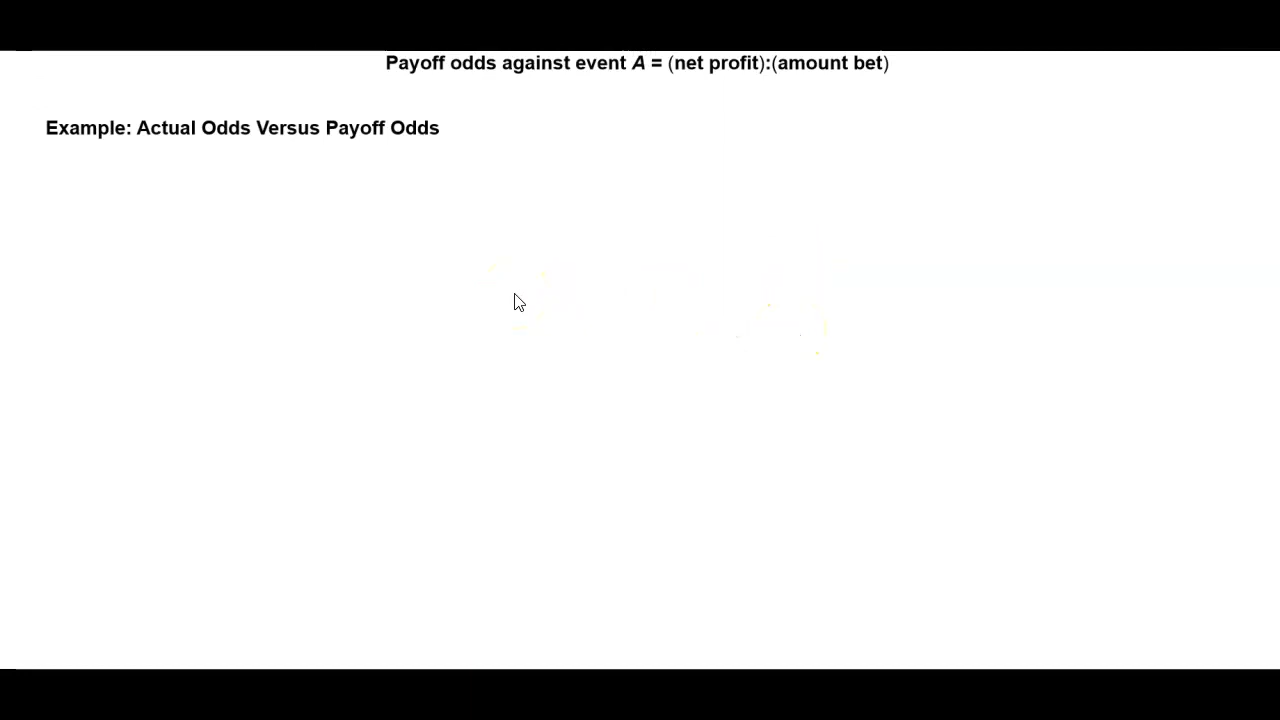 Payoff odds against event A = (net profit):(amount bet)
Example: Actual Odds Versus Payoff Odds